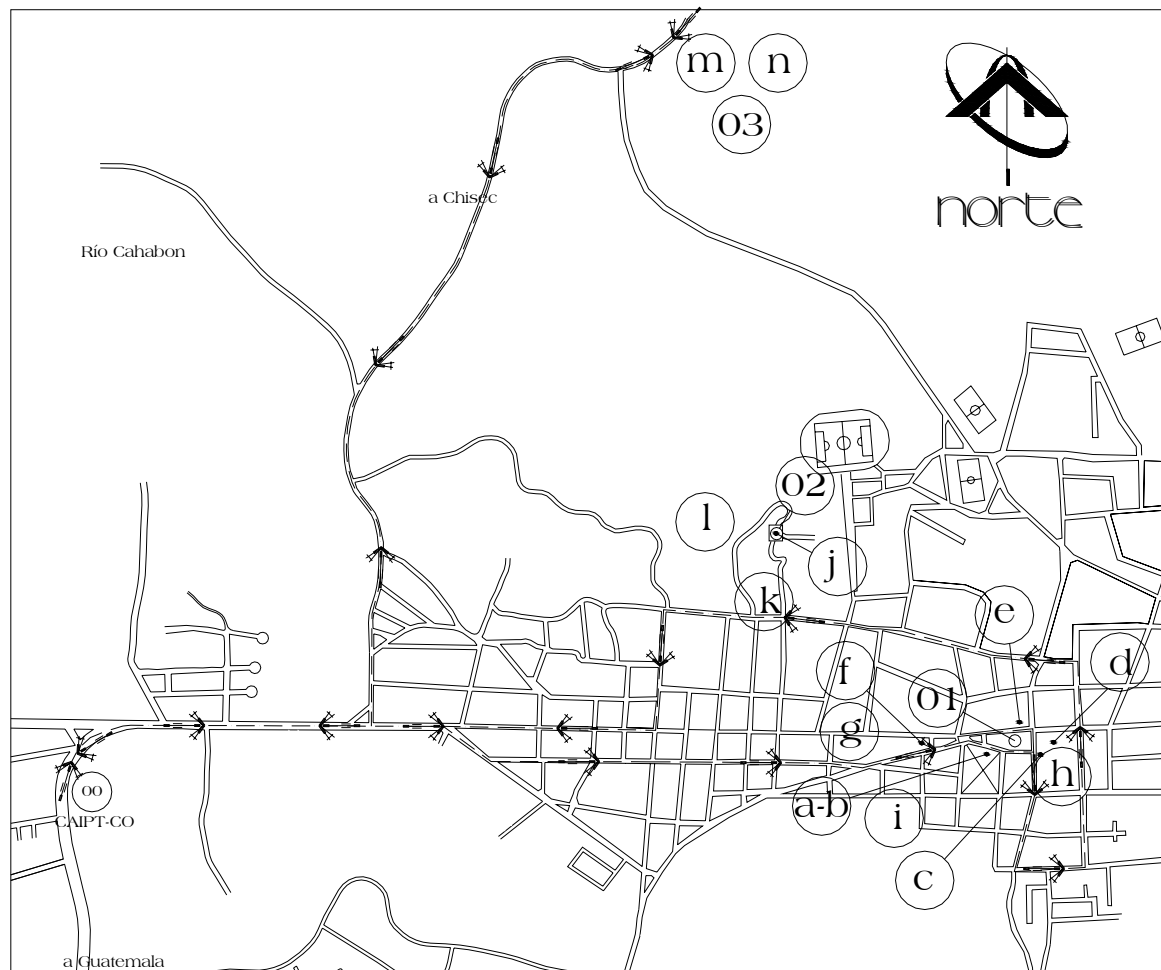 m
n
03
norte
a Chisec
Río Cahabon
02
l
j
k
e
d
f
01
g
h
00
a-b
i
CAIPT-CO
c
a Guatemala